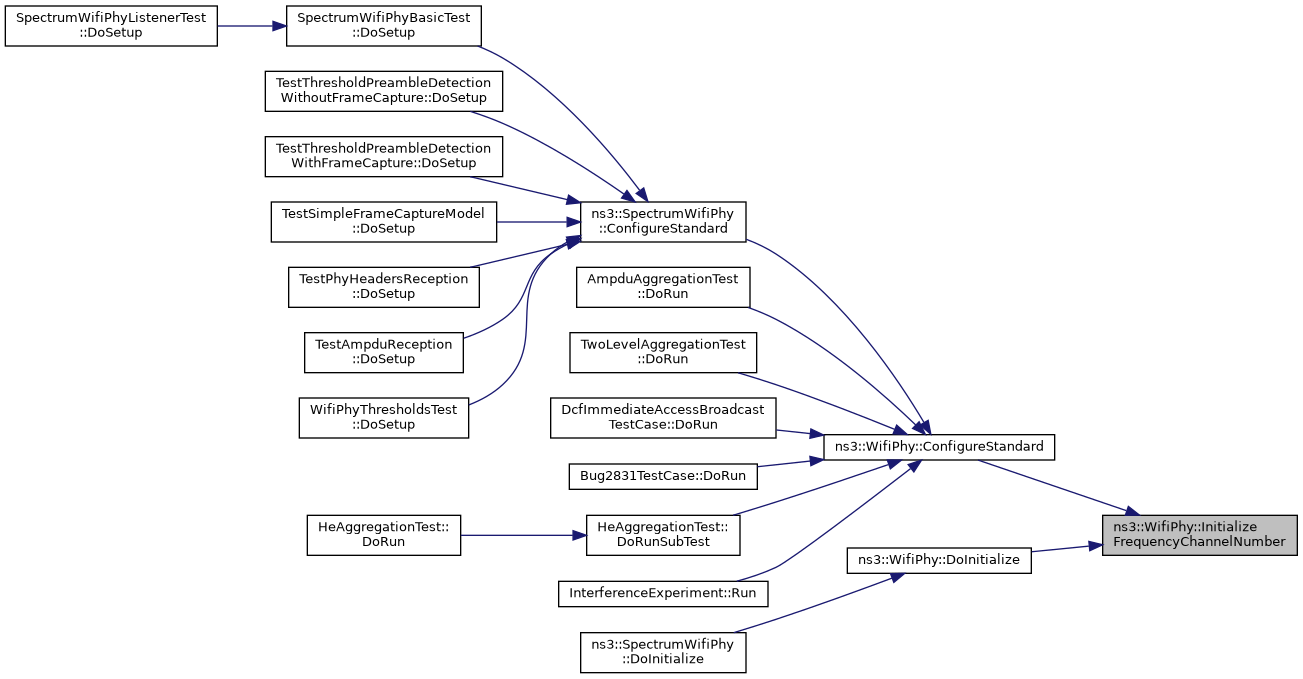 SpectrumWifiPhyListenerTest
::DoSetup
SpectrumWifiPhyBasicTest
::DoSetup
TestThresholdPreambleDetection
WithoutFrameCapture::DoSetup
TestThresholdPreambleDetection
WithFrameCapture::DoSetup
TestSimpleFrameCaptureModel
::DoSetup
ns3::SpectrumWifiPhy
::ConfigureStandard
TestPhyHeadersReception
::DoSetup
AmpduAggregationTest
::DoRun
TestAmpduReception
::DoSetup
TwoLevelAggregationTest
::DoRun
WifiPhyThresholdsTest
::DoSetup
DcfImmediateAccessBroadcast
TestCase::DoRun
ns3::WifiPhy::ConfigureStandard
Bug2831TestCase::DoRun
HeAggregationTest::
DoRun
HeAggregationTest::
DoRunSubTest
ns3::WifiPhy::Initialize
FrequencyChannelNumber
ns3::WifiPhy::DoInitialize
InterferenceExperiment::Run
ns3::SpectrumWifiPhy
::DoInitialize